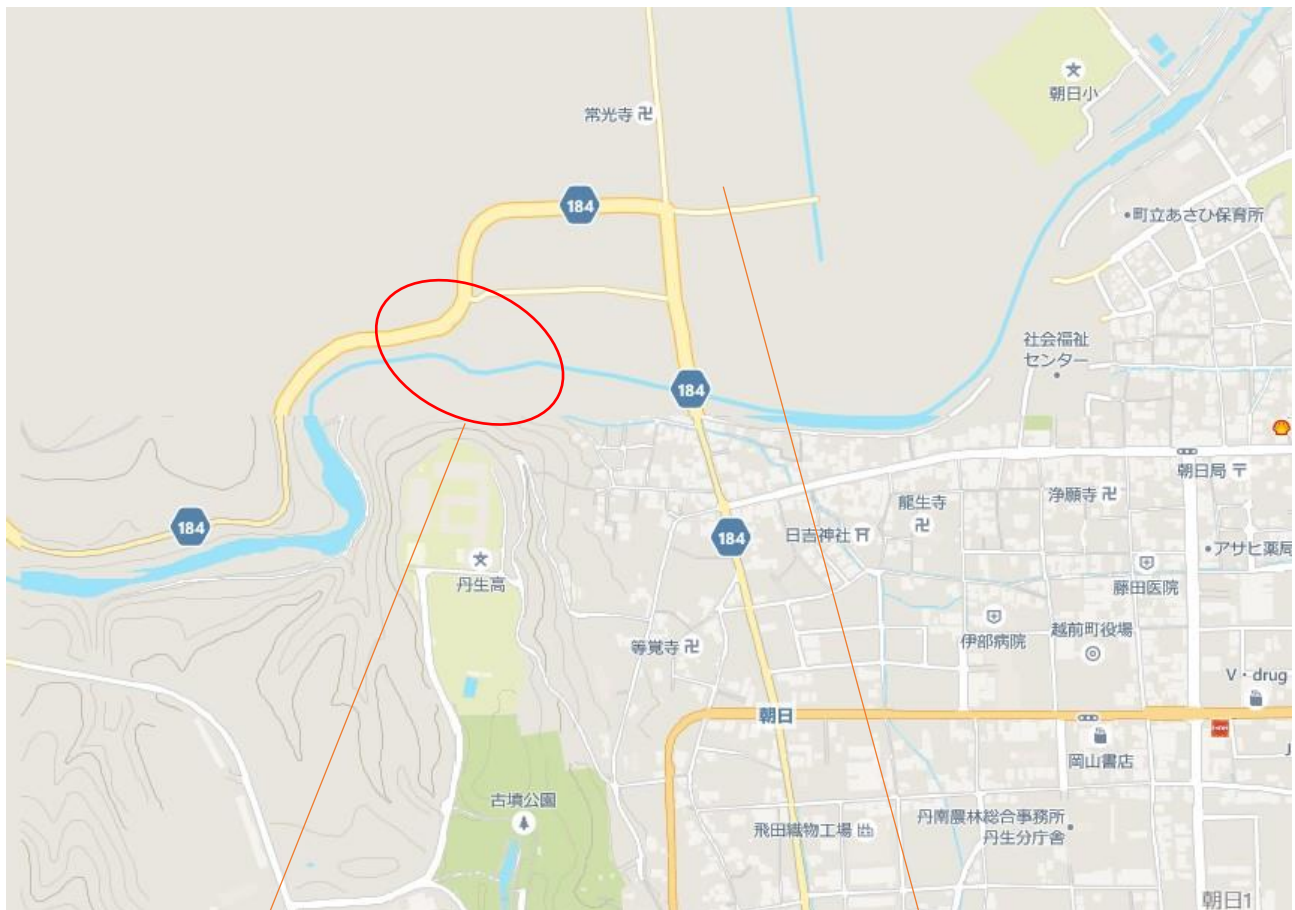 朝日小
常光寺
184
町立あさひ保育所
社会福祉
センター
184
朝日局
龍生寺
浄願寺
184
184
日吉神社
アサヒ薬局
丹生高
藤田医院
伊部病院
越前町役場
等覚寺
V・drug
朝日
岡山書店
J
古墳公園
飛田織物工場
丹南農林総合事務所
丹生分庁舎
朝日1